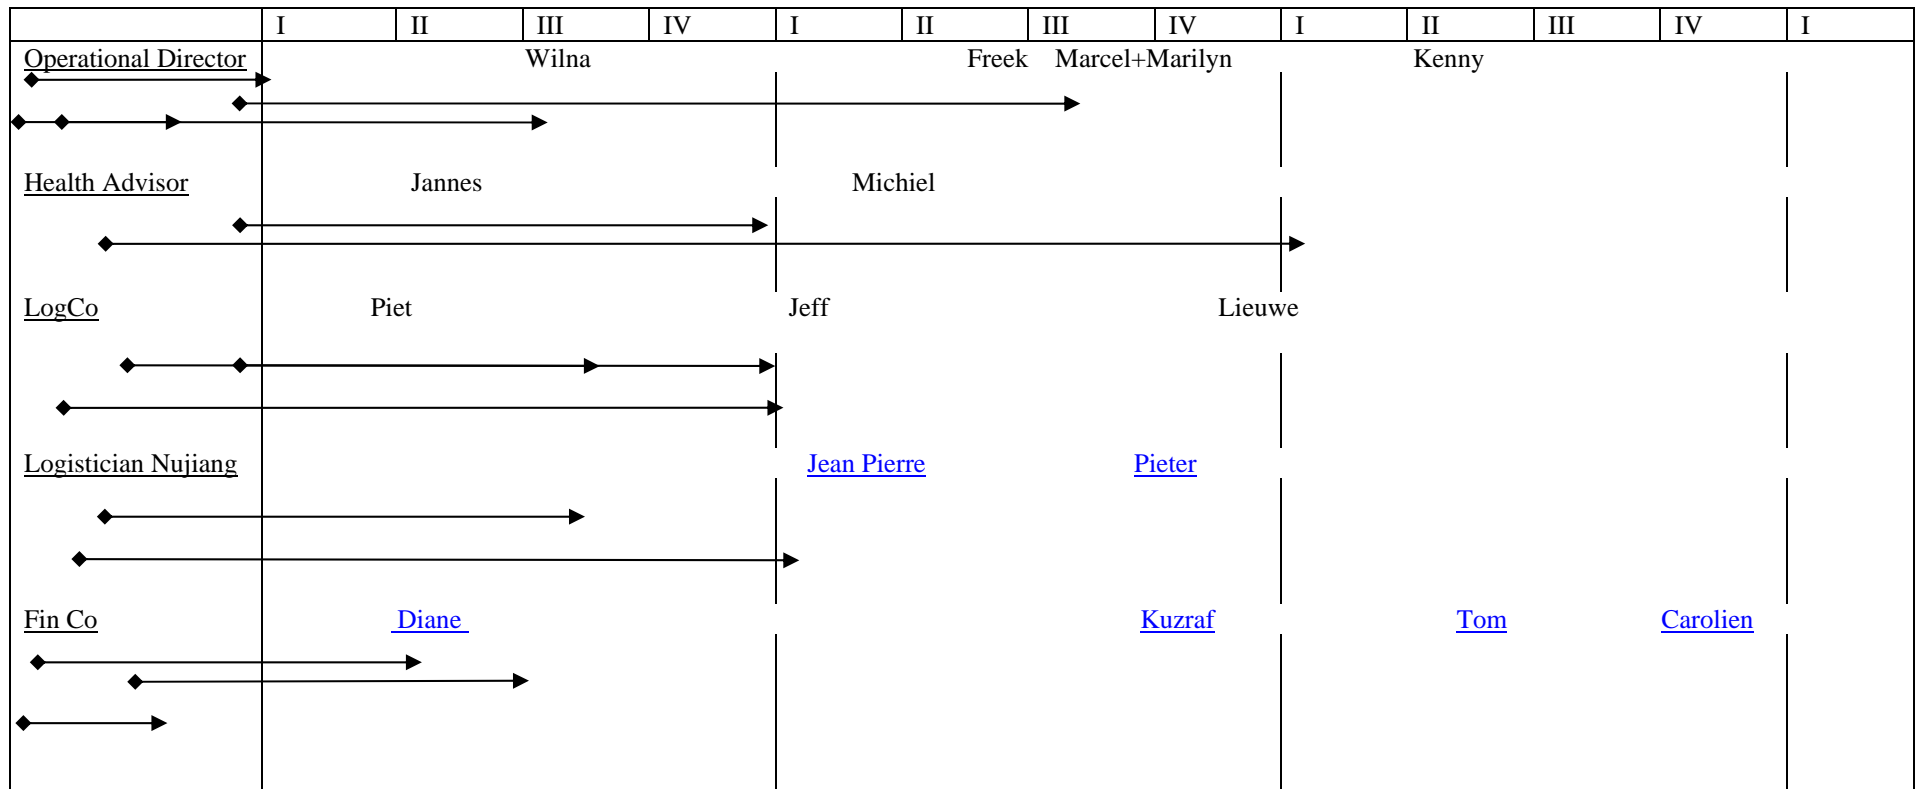 I II III IV I II III IV I II III IV I
Operational Director Wilna Freek Marcel+Marilyn Kenny
Health Advisor Jannes Michiel
LogCo Piet Jeff Lieuwe
Logistician Nujiang Jean Pierre Pieter
Fin Co Diane Kuzraf Tom Carolien